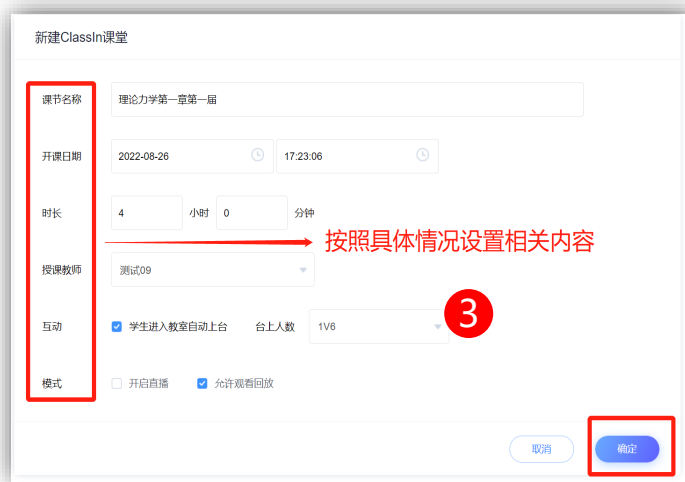 新建ClassIn课堂
课节名称 理论力学第一章第一届
开课日期 2022-08-26 17:23:06
时长 4 小时 0 分钟
按照具体情况设置相关内容
授课教师 测试09
3
互动 学生进入教室自动上台 台上人数 1V6
模式 开启直播 允许观看回放
取消 确定